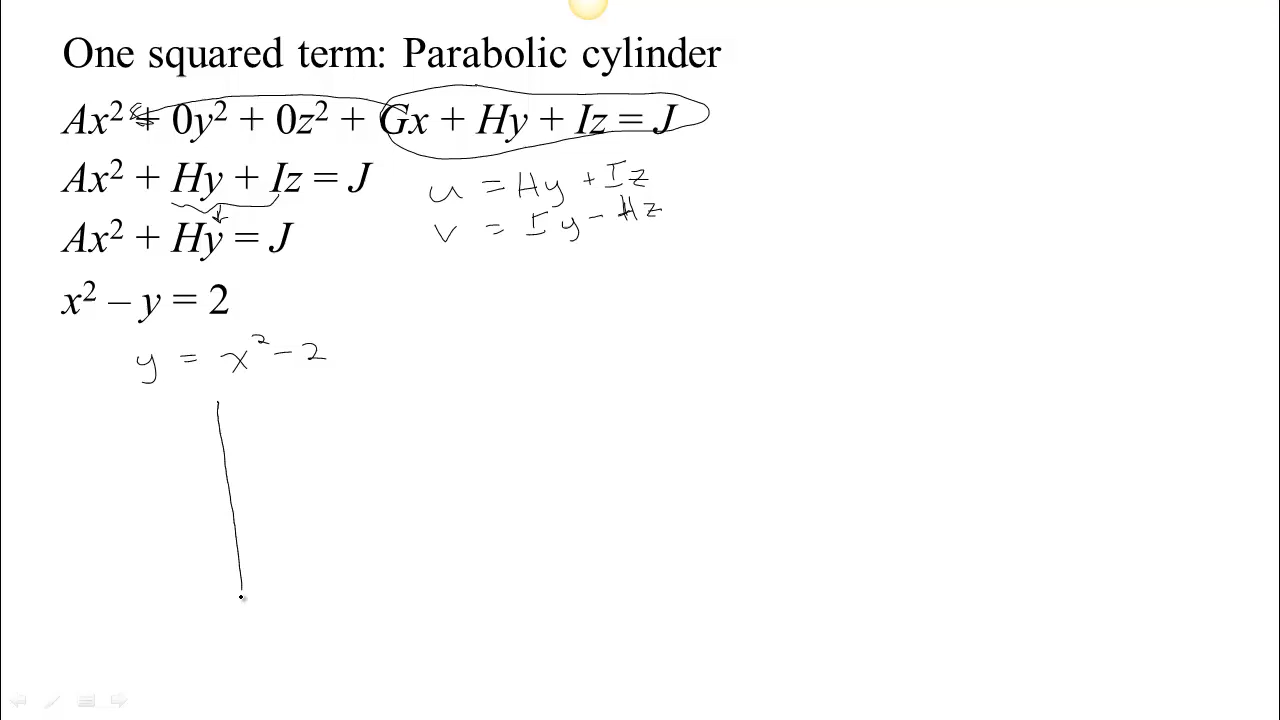 One squared term: Parabolic cylinder
Ax² + 0y² + 0z² + Gx + Hy + Iz = J
Ax² + Hy + Iz = J
u = Hy + Iz
v = Iy - Hz
Ax² + Hy = J
x² – y = 2
y = x² - 2